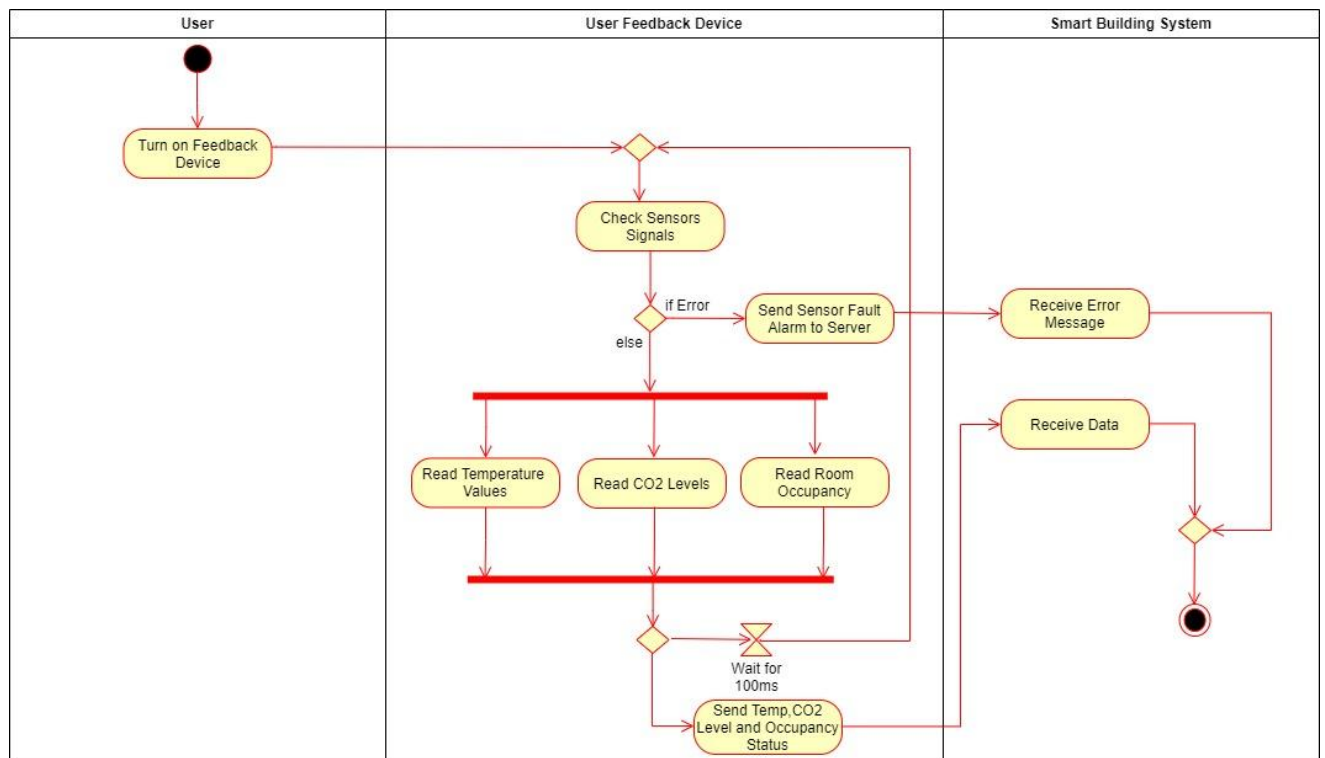 User
User Feedback Device
Smart Building System
Turn on Feedback
Device
Check Sensors
Signals
if Error
else
Send Sensor Fault
Alarm to Server
Receive Error
Message
Receive Data
Read Temperature
Values
Read CO2 Levels
Read Room
Occupancy
Wait for
100ms
Send Temp,CO2
Level and Occupancy
Status